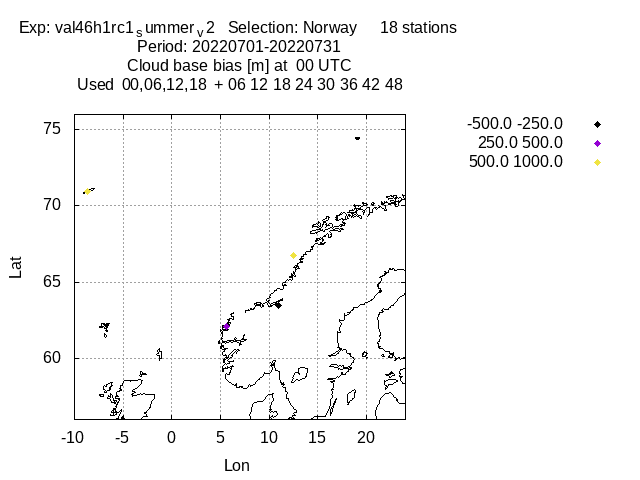 Exp: val46h1rc1summerv2   Selection: Norway     18 stations
Period: 20220701-20220731
Cloud base bias [m] at  00 UTC
Used  00,06,12,18  + 06 12 18 24 30 36 42 48
-500.0 -250.0
250.0 500.0
500.0 1000.0
75
70
65
60
Lat
-10 -5 0 5 10 15 20
Lon